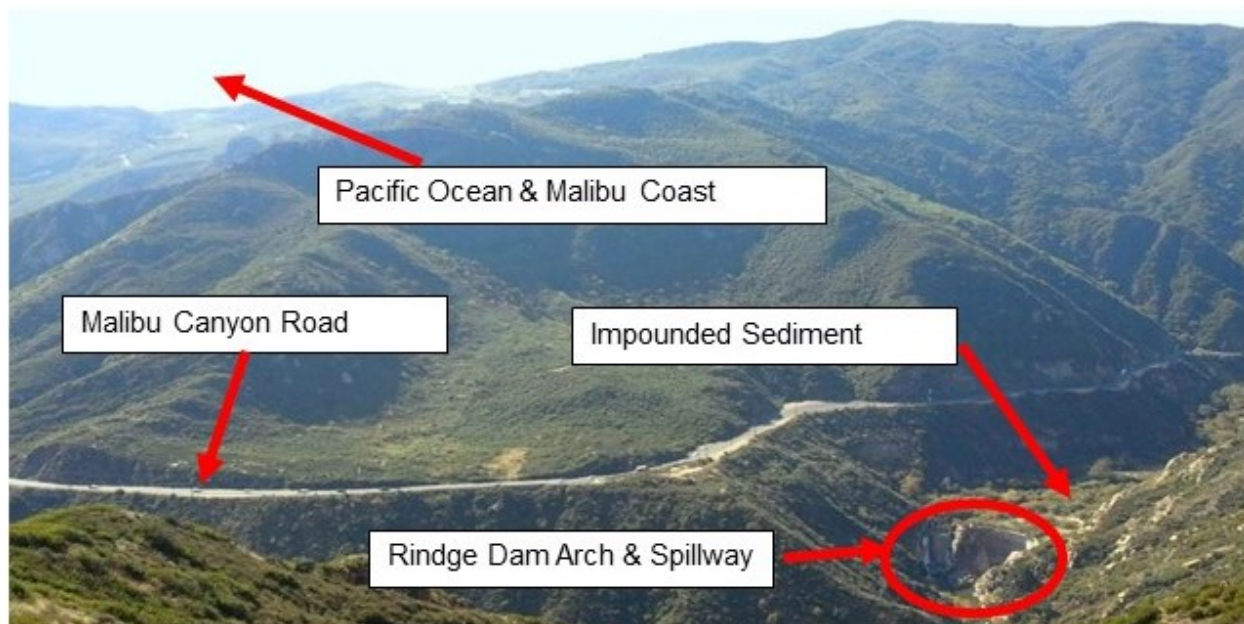 Pacific Ocean & Malibu Coast
Malibu Canyon Road
Impounded Sediment
Rindge Dam Arch & Spillway